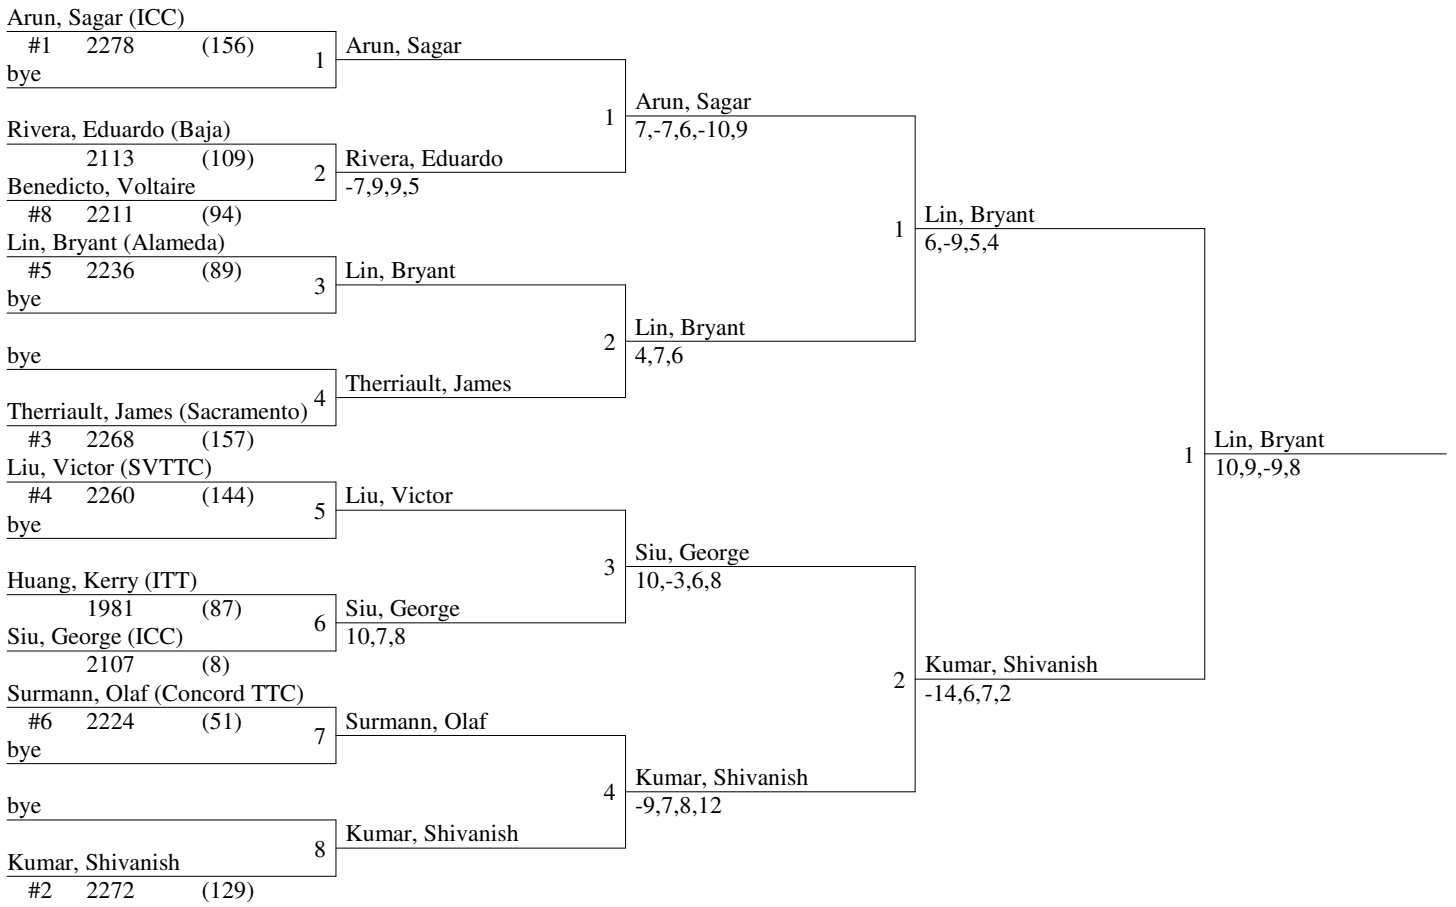 Arun, Sagar (ICC)
#1 2278 (156)
bye
1
Rivera, Eduardo (Baja)
2113 (109)
Benedicto, Voltaire
2
#8 2211 (94)
Lin, Bryant (Alameda)
#5 2236 (89)
bye
3
bye
4
Therriault, James (Sacramento)
#3 2268 (157)
Liu, Victor (SVTTC)
#4 2260 (144)
bye
5
Huang, Kerry (ITT)
1981 (87)
Siu, George (ICC)
6
2107 (8)
Surmann, Olaf (Concord TTC)
#6 2224 (51)
bye
7
bye
8
Kumar, Shivanish
#2 2272 (129)
Arun, Sagar
1
Rivera, Eduardo
-7,9,9,5
Lin, Bryant
2
Therriault, James
Liu, Victor
3
Siu, George
10,7,8
Surmann, Olaf
4
Kumar, Shivanish
Arun, Sagar
7,-7,6,-10,9
1
Lin, Bryant
4,7,6
Siu, George
10,-3,6,8
2
Kumar, Shivanish
-9,7,8,12
Lin, Bryant
6,-9,5,4
1
Kumar, Shivanish
-14,6,7,2
Lin, Bryant
10,9,-9,8